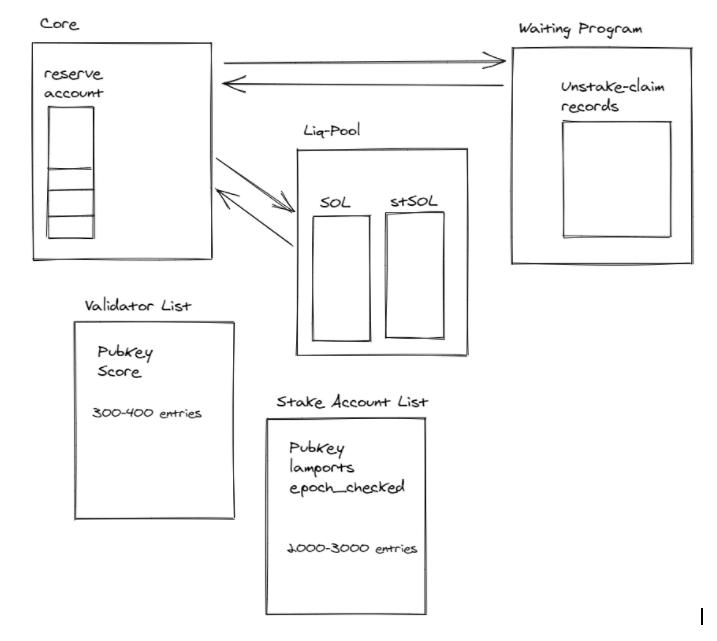 Core
reserve
account
Waiting Program
Unstake-claim
records
Liq-Pool
SOL
stSOL
Validator List
Pubkey
Score
300-400 entries
Stake Account List
Pubkey
lamports
epoch_checked
2000-3000 entries